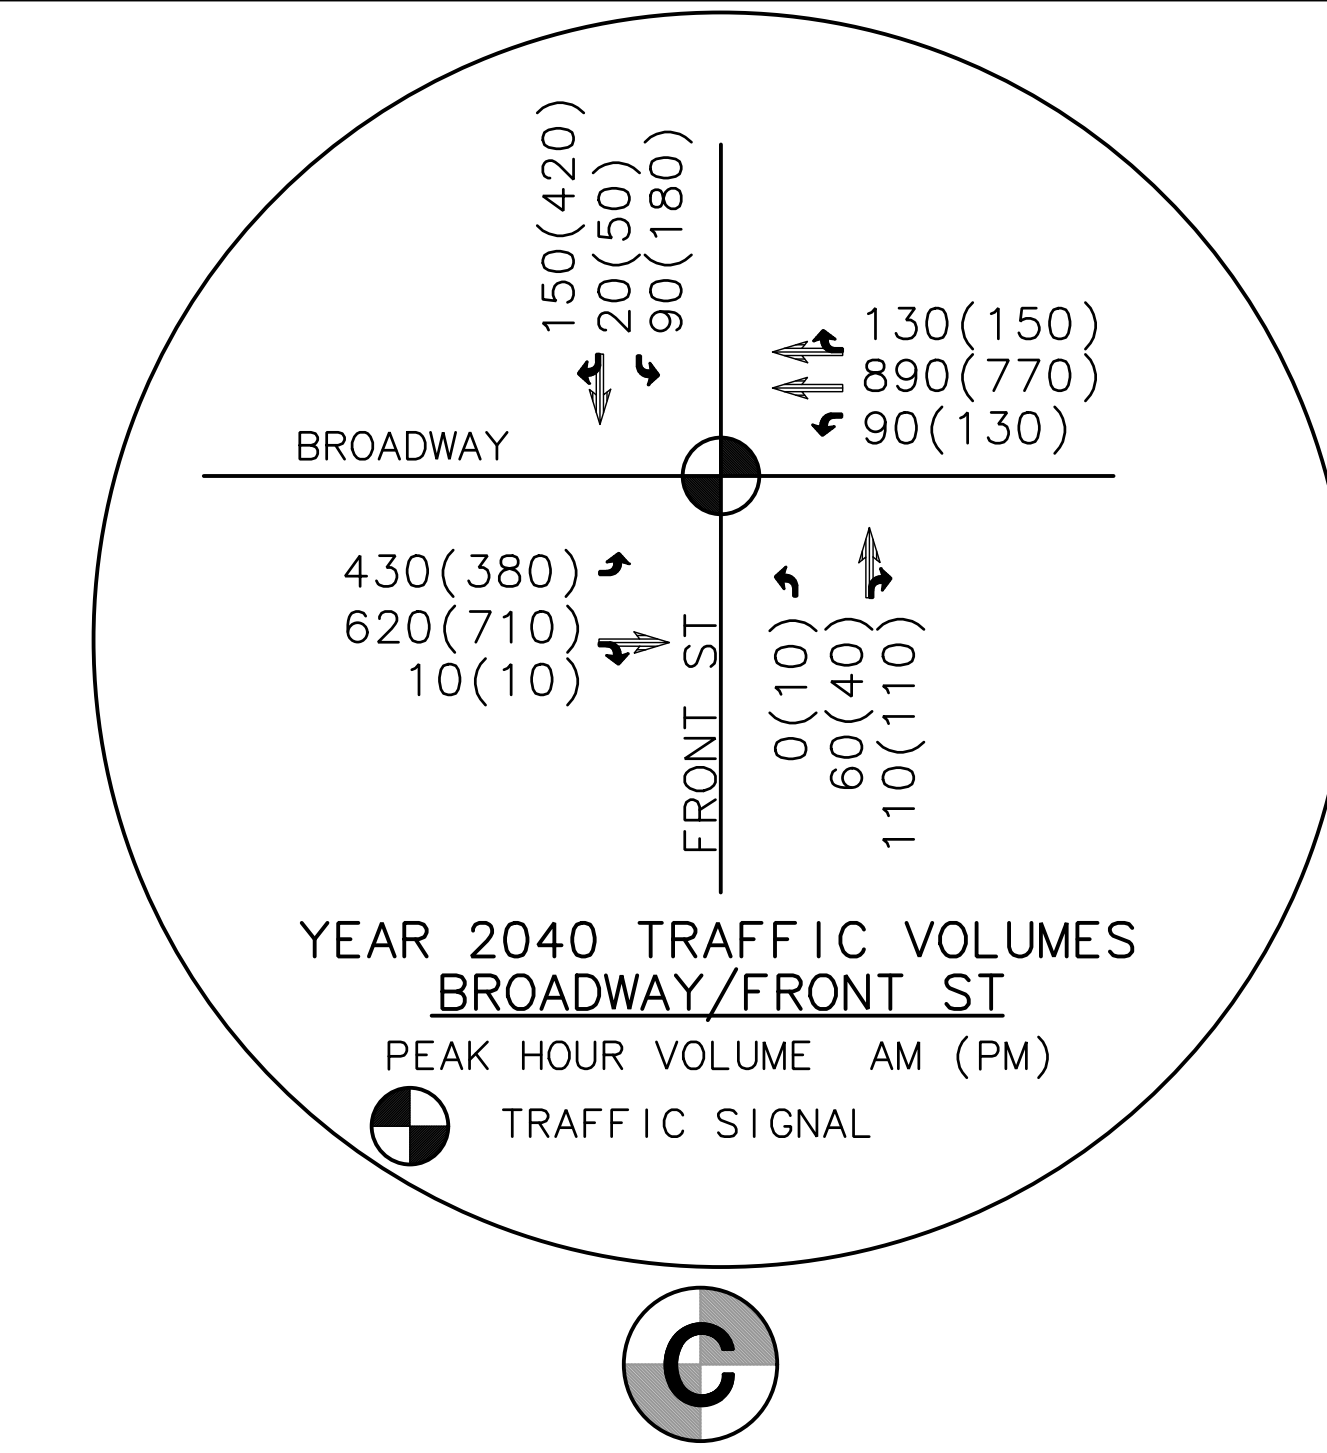 150(420)
20(50)
90(180)
130(150)
890(770)
90(130)
BROADWAY
430(380)
620(710)
10(10)
FRONT ST
0(10)
60(40)
110(110)
YEAR 2040 TRAFFIC VOLUMES
BROADWAY/FRONT ST
PEAK HOUR VOLUME AM (PM)
TRAFFIC SIGNAL
C